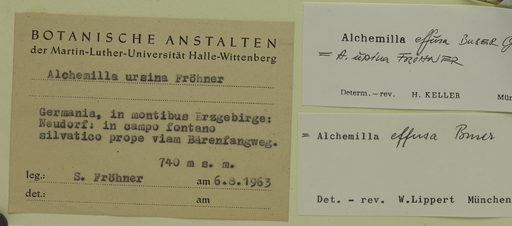 BOTANISCHE ANSTALTEN
der Martin-Luther-Universität Halle-Wittenberg
Alchemilla ursina Fröhner
Germania, in montibus Erzgebirge:
Neudorf: in campo fontano
silvatico prope viam Bärenfangweg.
740 m s. m.
leg.: S. Fröhner am 6.8.1963
det.: am
Alchemilla effusa BUSER
= A. ursina FRÖHNER
Determ. - rev. H. KELLER
= Alchemilla effusa Buser
Det. - rev. W.Lippert München